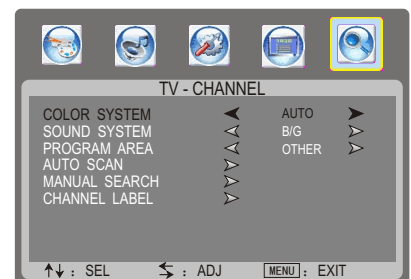 TV - CHANNEL
COLOR SYSTEM AUTO
SOUND SYSTEM B/G
PROGRAM AREA OTHER
AUTO SCAN
MANUAL SEARCH
CHANNEL LABEL
: SEL : ADJ MENU : EXIT